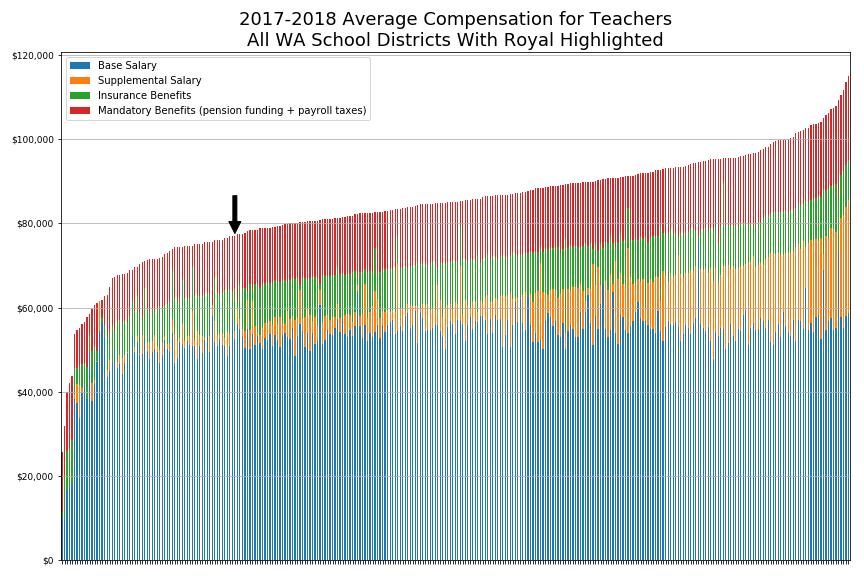 2017-2018 Average Compensation for Teachers
All WA School Districts With Royal Highlighted
$120,000
Base Salary
Supplemental Salary
Insurance Benefits
Mandatory Benefits (pension funding + payroll taxes)
$100,000
$80,000
$60,000
$40,000
$20,000
$0